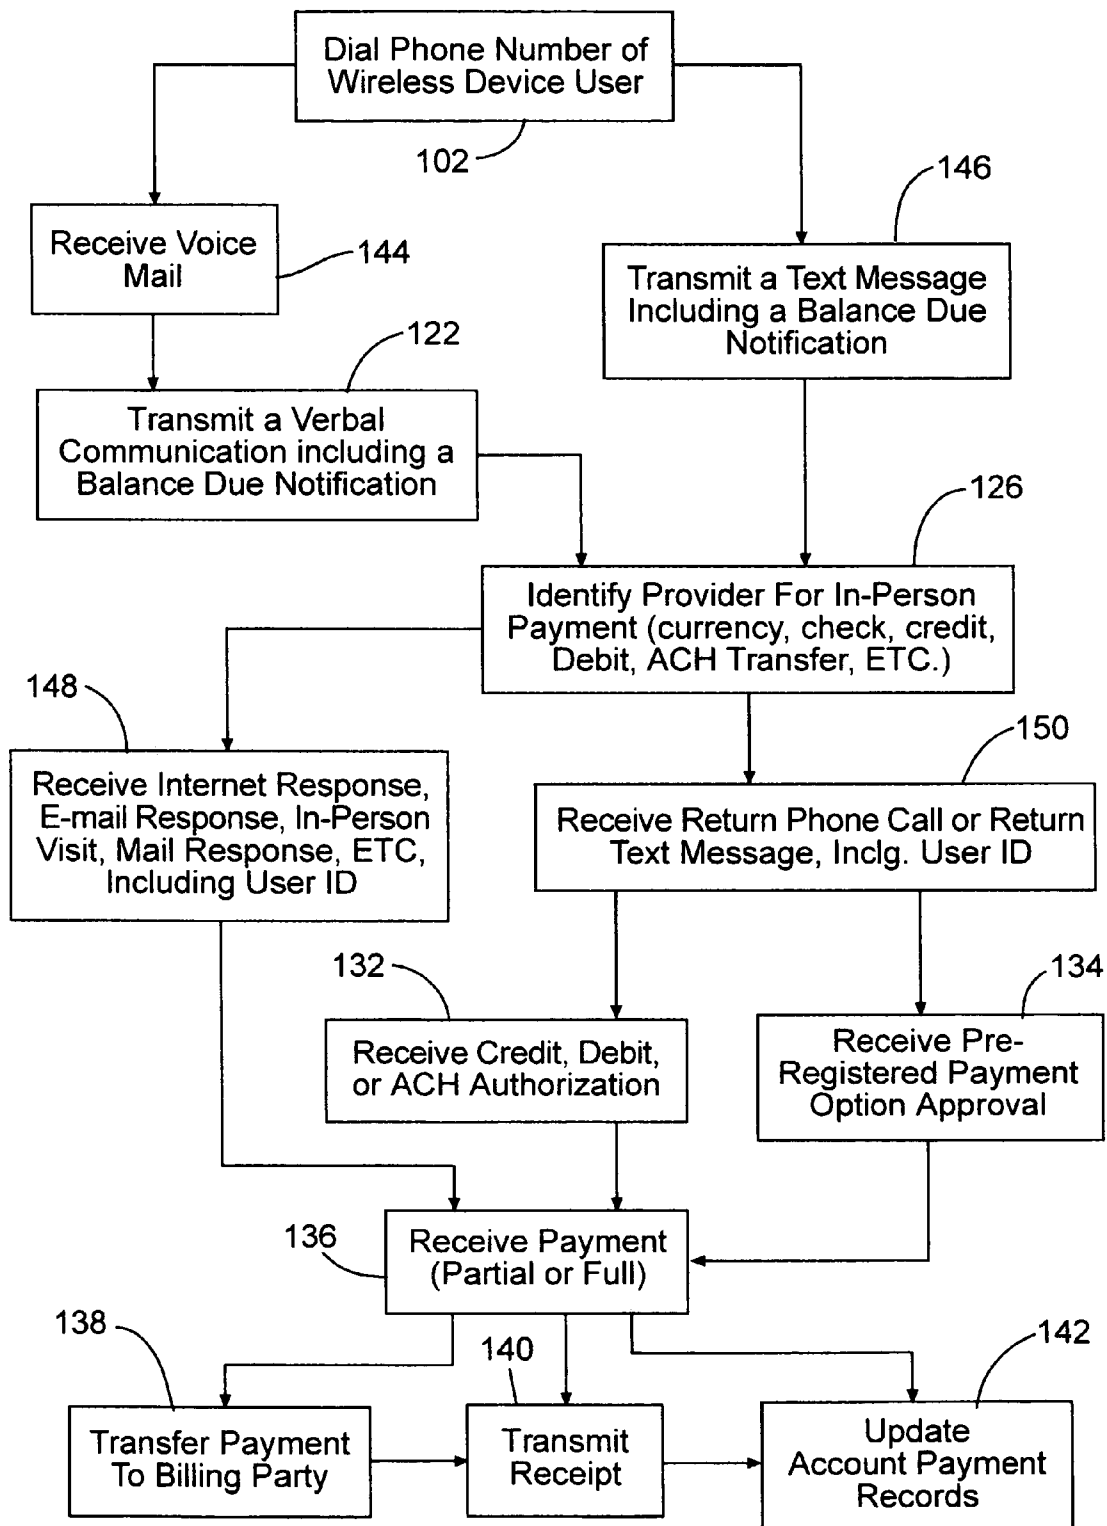 Dial Phone Number of
Wireless Device User
102
146
Receive Voice
Mail
144
Transmit a Text Message
Including a Balance Due
Notification
122
Transmit a Verbal
Communication including a
Balance Due Notification
126
Identify Provider For In-Person
Payment (currency, check, credit,
Debit, ACH Transfer, ETC.)
148
150
Receive Internet Response,
E-mail Response, In-Person
Visit, Mail Response, ETC,
Including User ID
Receive Return Phone Call or Return
Text Message, Inclg. User ID
132
134
Receive Credit, Debit,
or ACH Authorization
Receive Pre-
Registered Payment
Option Approval
136
Receive Payment
(Partial or Full)
138
140
142
Transfer Payment
To Billing Party
Transmit
Receipt
Update
Account Payment
Records